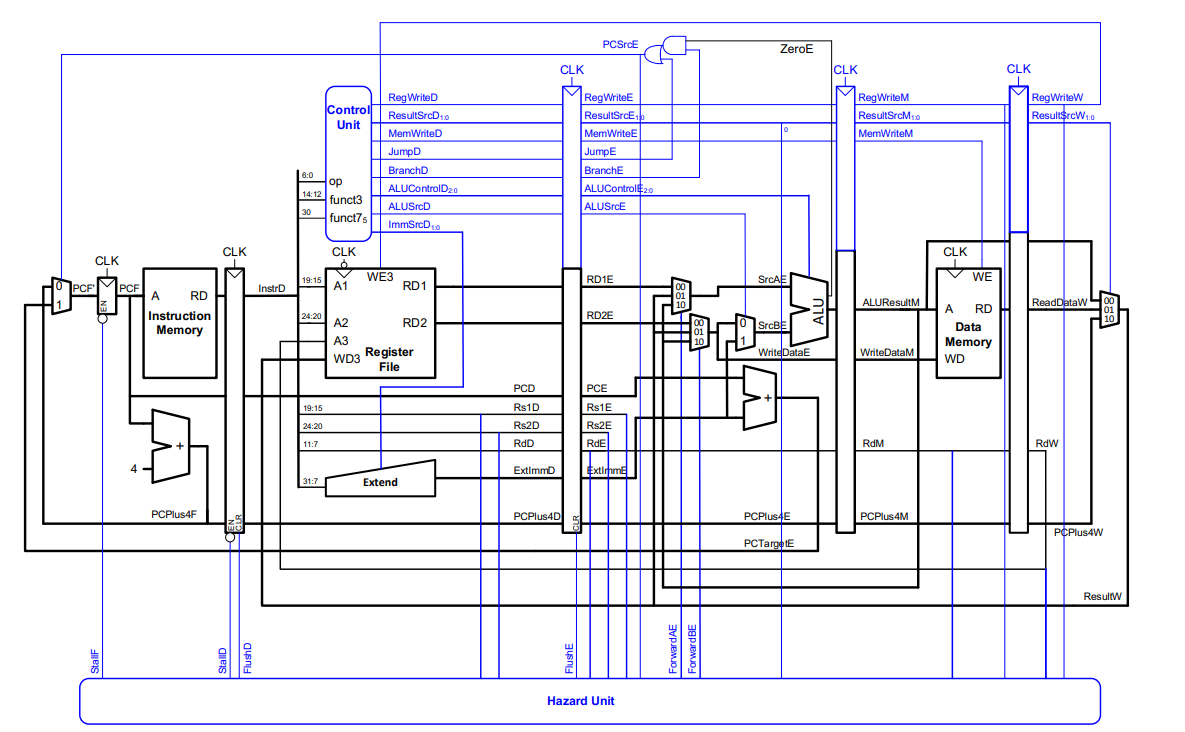 PCSrcE
ZeroE
CLK
CLK
CLK
Control
Unit
RegWriteD
RegWriteE
RegWriteM
RegWriteW
ResultSrcD1:0
ResultSrcE1:0
0
ResultSrcM1:0
ResultSrcW1:0
MemWriteD
MemWriteE
MemWriteM
JumpD
JumpE
BranchD
BranchE
6:0
op
ALUControlD2:0
ALUControlE2:0
14:12
funct3
30
funct75
ALUSrcD
ALUSrcE
ImmSrcD1:0
CLK
CLK
CLK
CLK
0
1
PCF'
PCF
EN
A
RD
Instruction
Memory
InstrD
19:15
A1
WE3
RD1
24:20
A2
RD2
A3
WD3
Register
File
RD1E
RD2E
00
01
10
00
01
10
0
1
SrcAE
SrcBE
ALU
WriteDataE
ALUResultM
WriteDataM
WE
A
RD
Data
Memory
WD
ReadDataW
00
01
10
PCD
PCE
+
19:15
Rs1D
Rs1E
24:20
Rs2D
Rs2E
11:7
RdD
RdE
RdM
RdW
+
4
31:7
Extend
ExtImmD
ExtImmE
PCPlus4F
EN
CLR
PCPlus4D
CLR
PCPlus4E
PCPlus4M
PCPlus4W
PCTargetE
ResultW
StallF
StallD
FlushD
FlushE
ForwardAE
ForwardBE
Hazard Unit